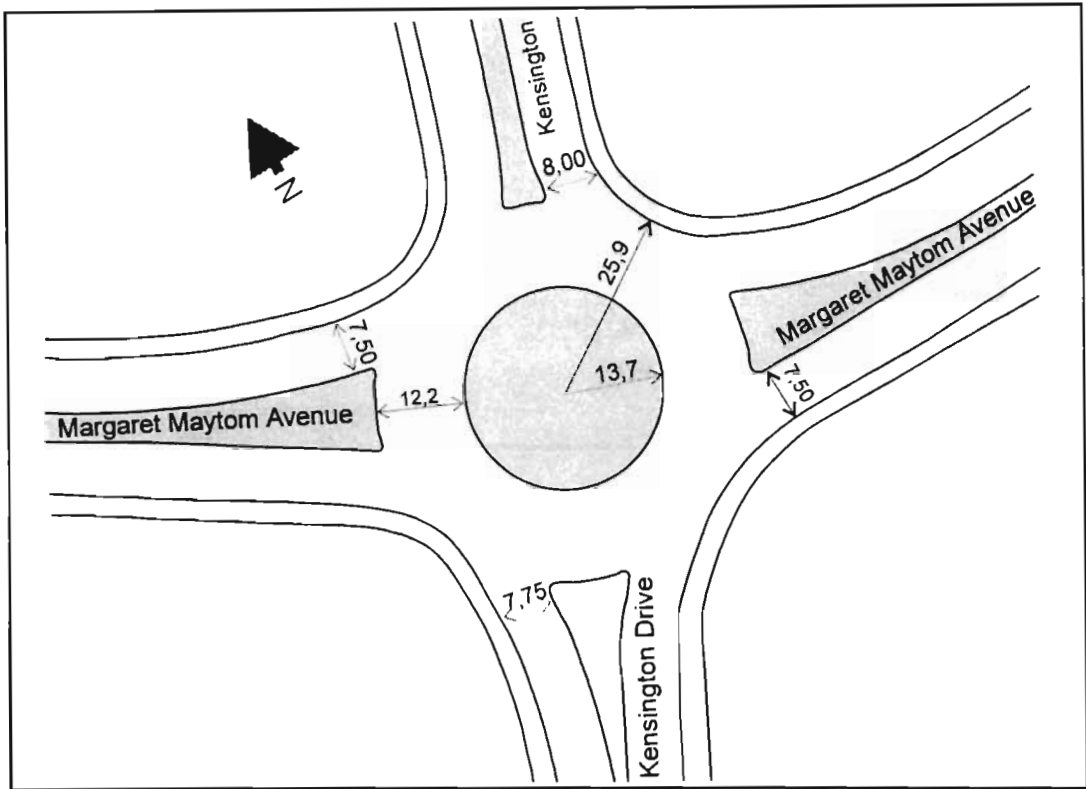 Kensington
8,00
25,9
Margaret Maytom Avenue
N
7,50
13,7
7,50
12,2
Margaret Maytom Avenue
7,75
Kensington Drive